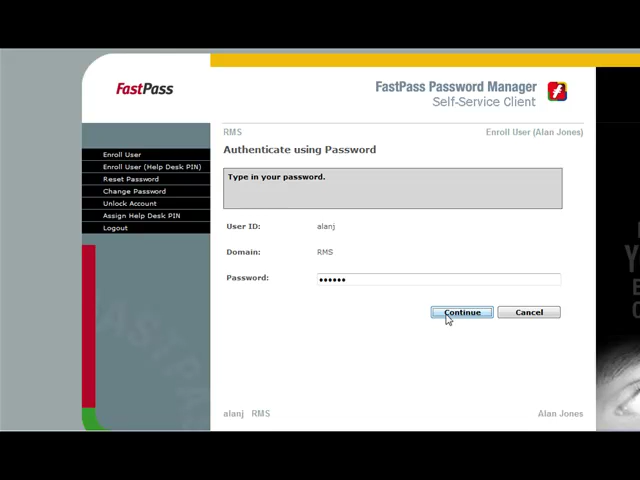 FastPass
FastPass Password Manager
Self-Service Client
RMS
Enroll User (Alan Jones)
Authenticate using Password
Enroll User
Enroll User (Help Desk PIN)
Reset Password
Change Password
Unlock Account
Assign Help Desk PIN
Logout
Type in your password.
User ID: alanj
Domain: RMS
Password: ••••••
Continue Cancel
alanj RMS
Alan Jones
FASTPAS